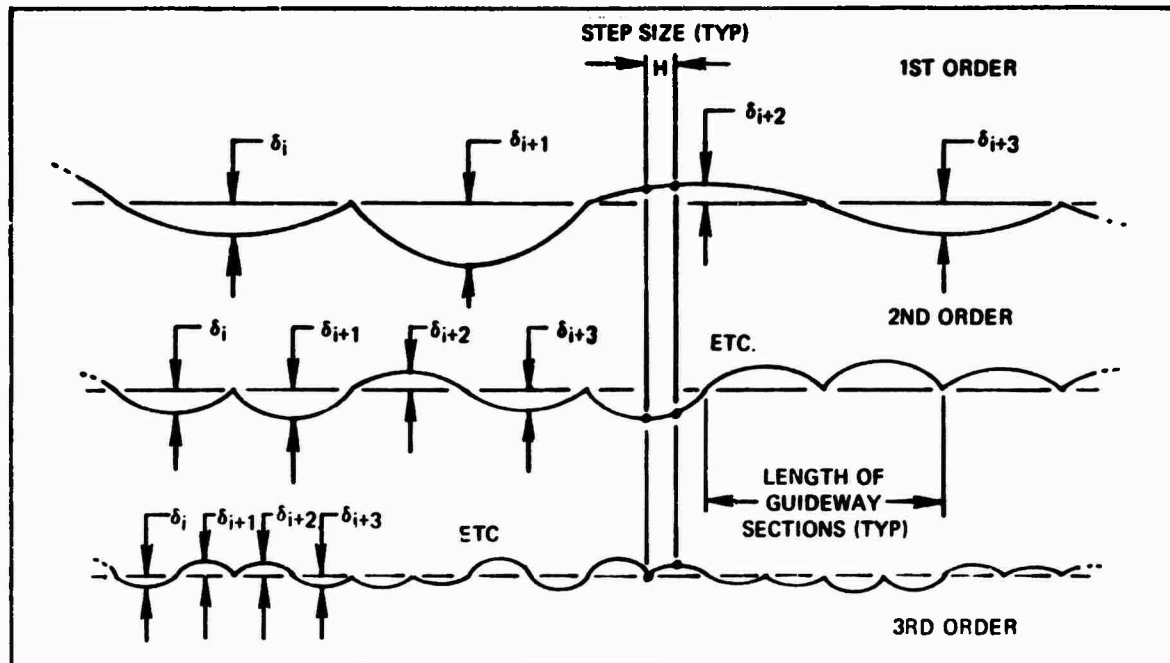 STEP SIZE (TYP)
H
1ST ORDER
δi
δi+1
δi+2
δi+3
2ND ORDER
δi
δi+1
δi+2
δi+3
ETC.
LENGTH OF
GUIDEWAY
SECTIONS (TYP)
δi
δi+1
δi+2
δi+3
ETC
3RD ORDER